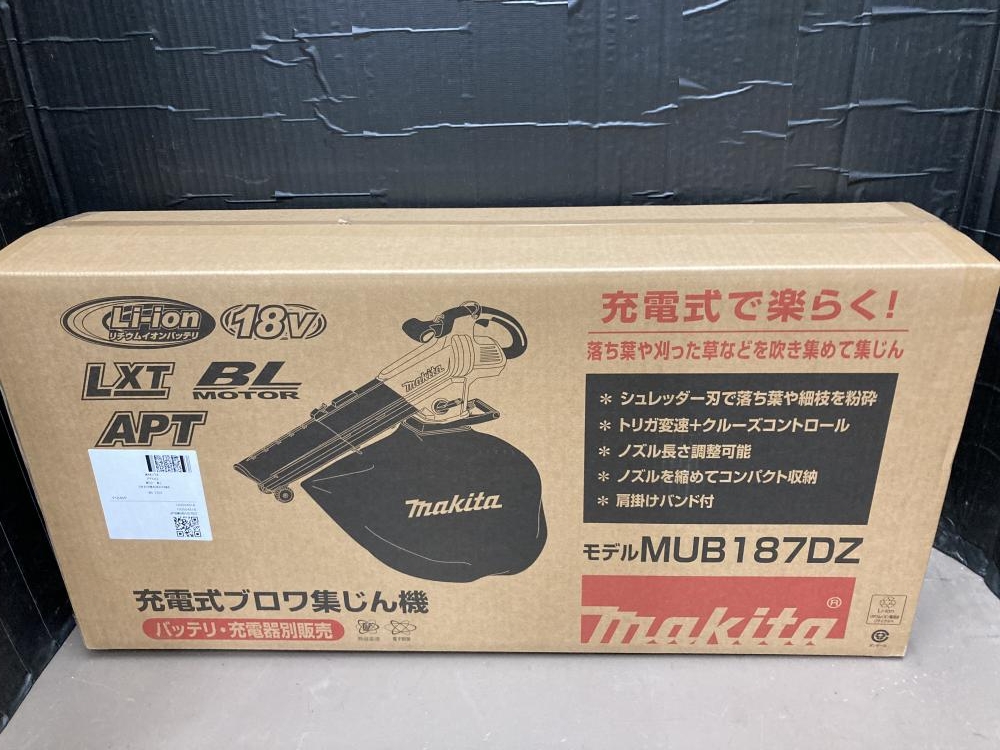 Li-ion
リチウムイオンバッテリ
18V
LXT
BL
MOTOR
APT
makita
makita
充電式ブロワ集じん機
バッテリ・充電器別販売
充電式で楽らく!
落ち葉や刈った草などを吹き集めて集じん
＊ シュレッダー刃で落ち葉や細枝を粉砕
＊ トリガ変速+クルーズコントロール
＊ ノズル長さ調整可能
＊ ノズルを縮めてコンパクト収納
＊ 肩掛けバンド付
モデルMUB187DZ
makita®
Li-ion